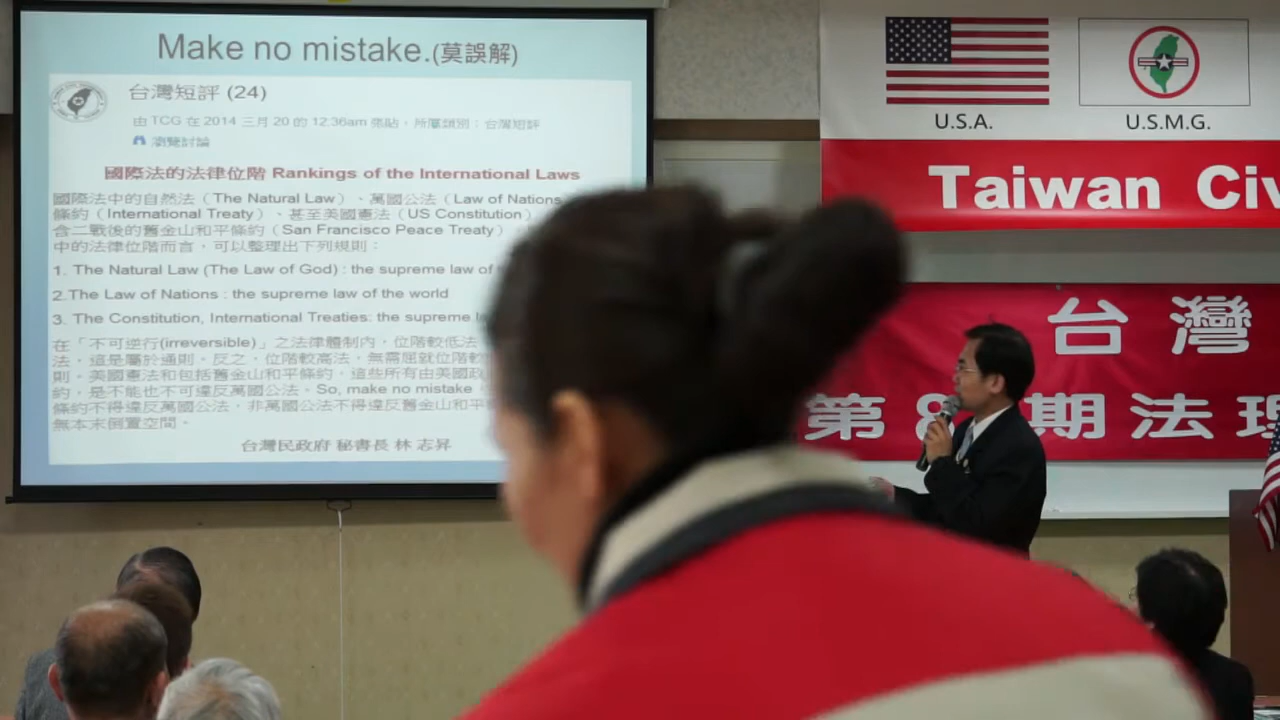 Make no mistake.(莫誤解)
台灣短評 (24)
由 TCG 在 2014 三月 20 的 12:36am 張貼，所屬類別：台灣短評
瀏覽討論
國際法的法律位階 Rankings of the International Laws
國際法中的自然法（The Natural Law）、萬國公法（Law of Nations
條約（International Treaty）、甚至美國憲法（US Constitution）
含二戰後的舊金山和平條約（San Francisco Peace Treaty）
中的法律位階而言，可以整理出下列規則：
1. The Natural Law (The Law of God) : the supreme law of
2.The Law of Nations : the supreme law of the world
3. The Constitution, International Treaties: the supreme
在「不可逆行(irreversible)」之法律體制內，位階較低法
法，這是屬於通則。反之，位階較高法，無需屈就位階較
則。美國憲法和包括舊金山和平條約，這些所有由美國政
約，是不能也不可違反萬國公法。So, make no mistake
條約不得違反萬國公法，非萬國公法不得違反舊金山和平
無本末倒置空間。
台灣民政府 秘書長 林 志昇
U.S.A.
U.S.M.G.
Taiwan Civ
台 灣
第 8 期 法 理